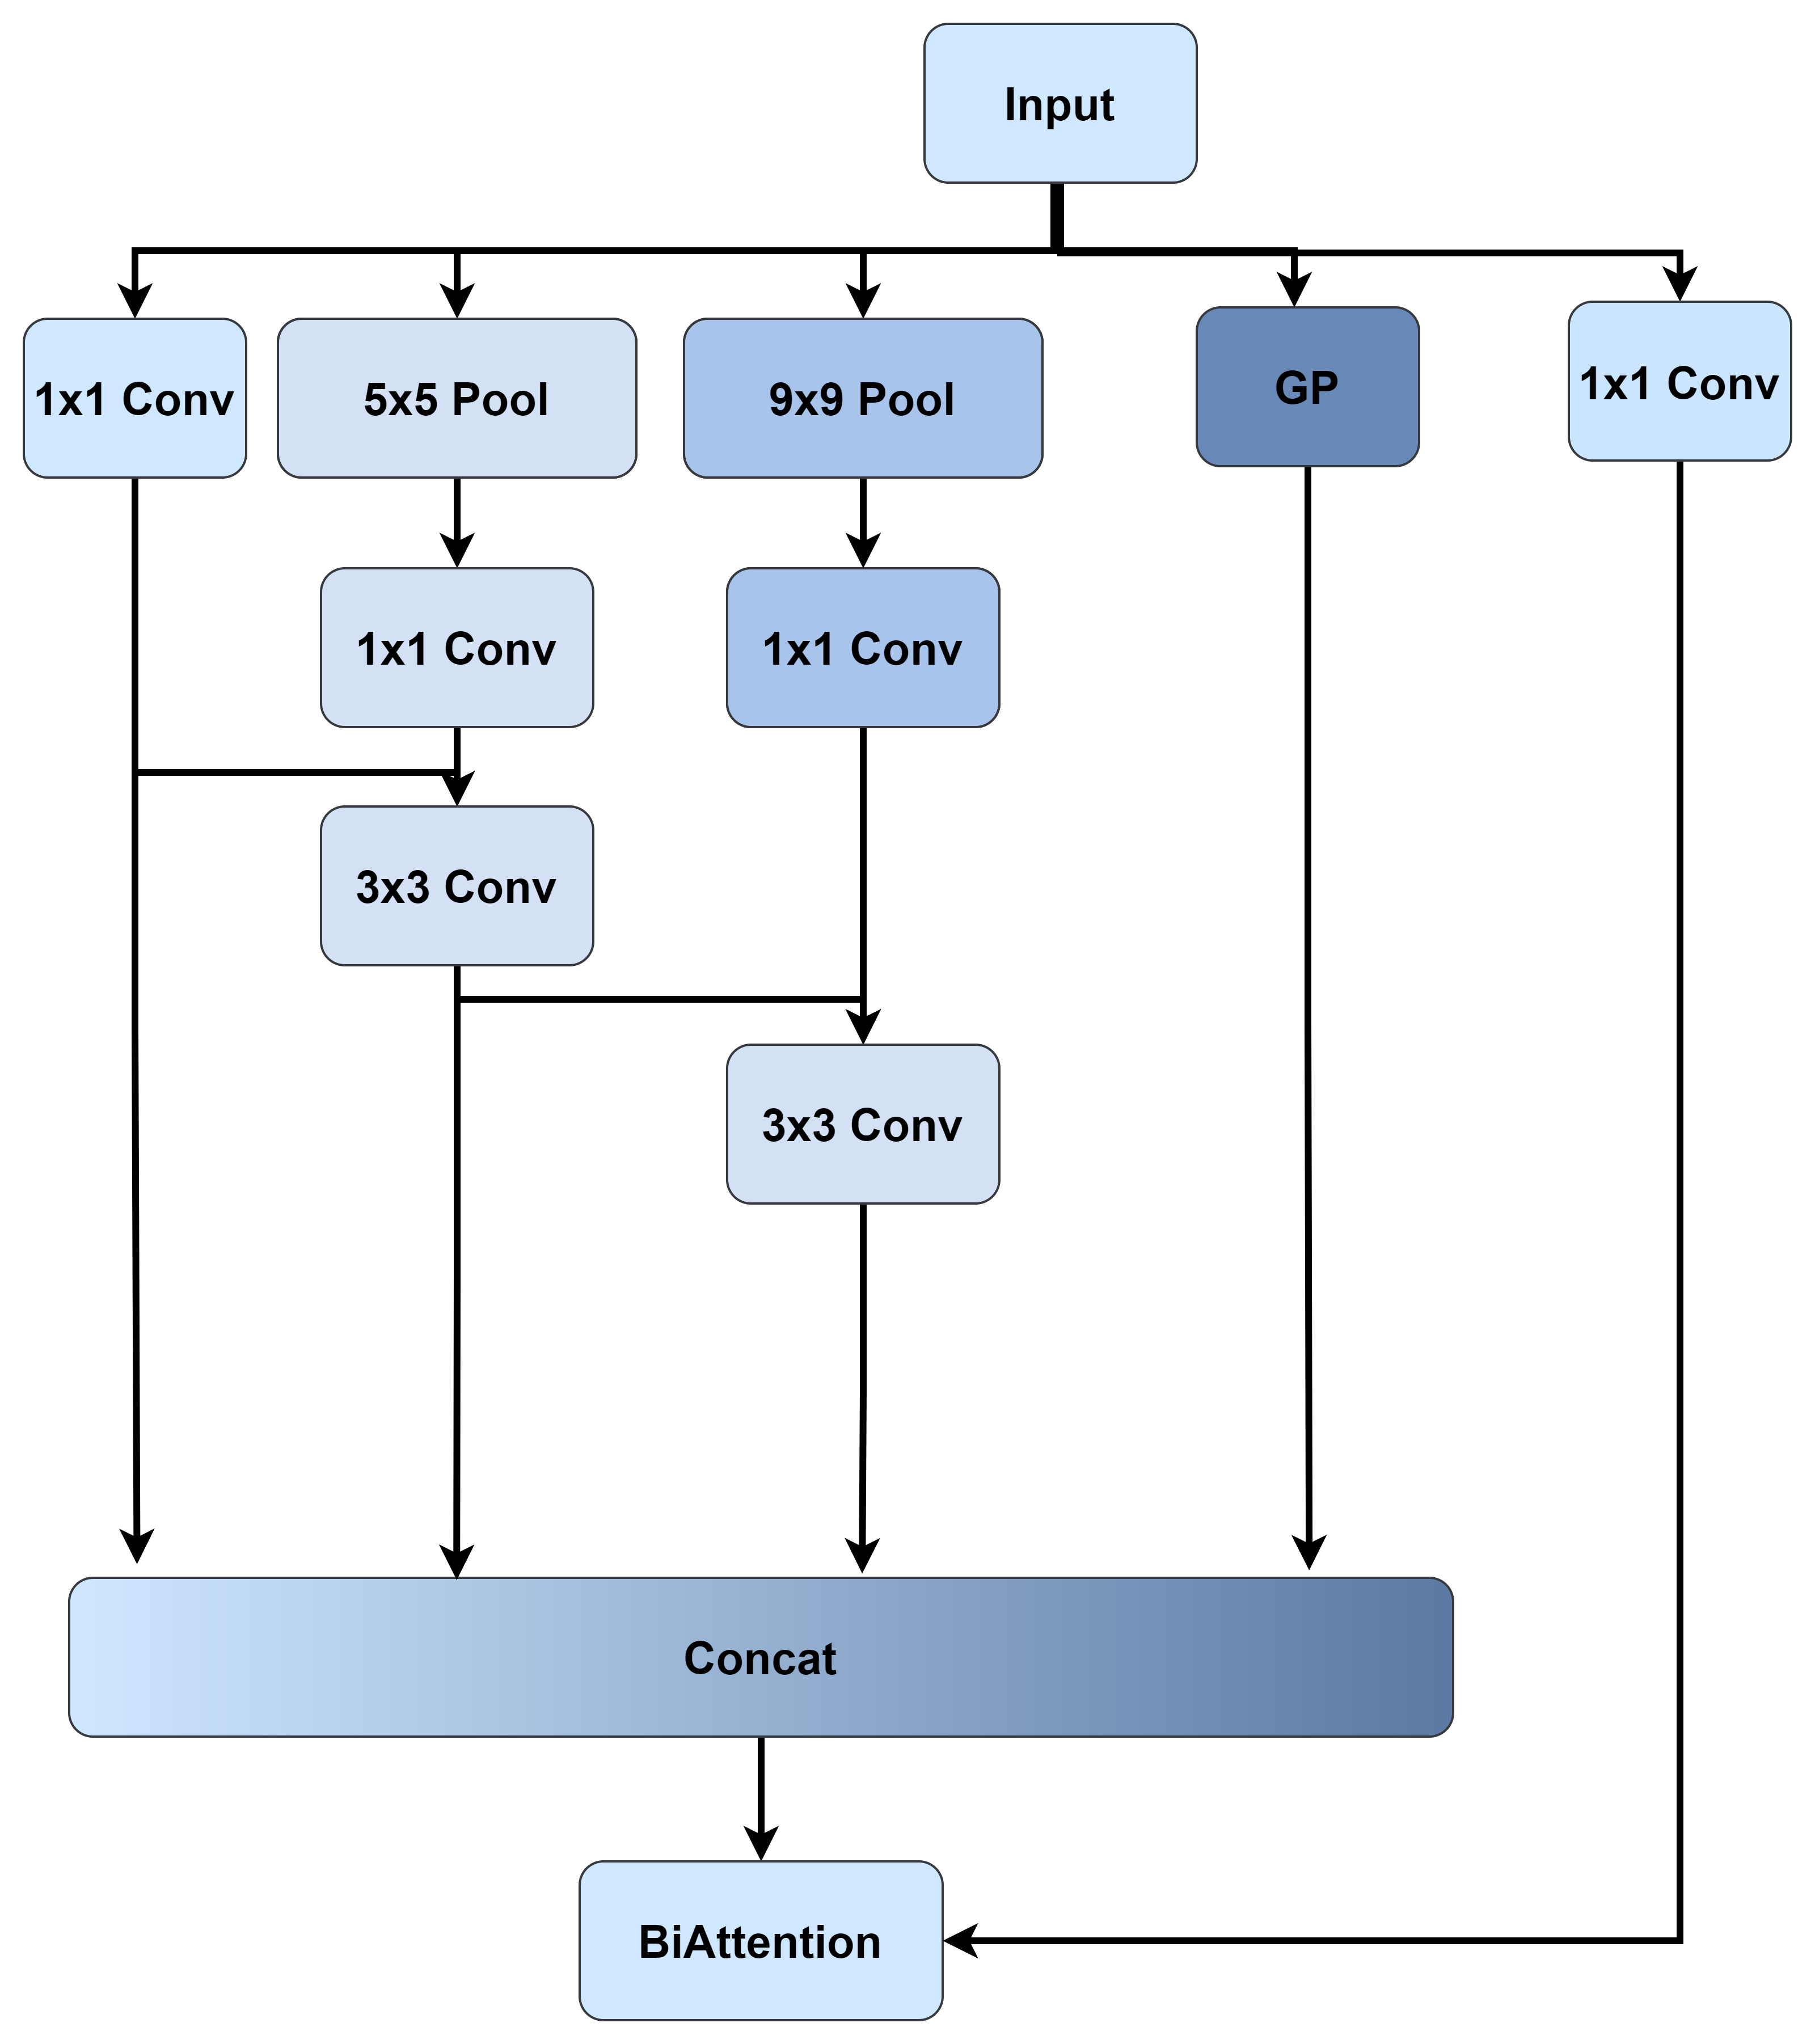 Input
1x1 Conv
5x5 Pool
9x9 Pool
GP
1x1 Conv
1x1 Conv
1x1 Conv
3x3 Conv
3x3 Conv
Concat
BiAttention